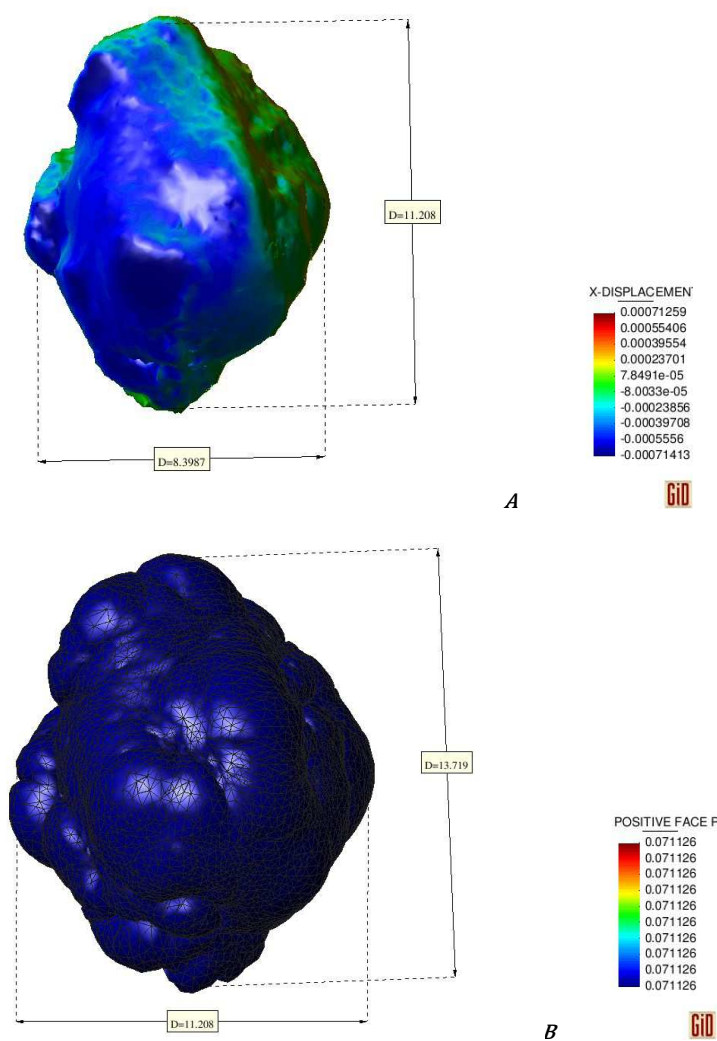 D=11.208
X-DISPLACEMEN
0.00071259
0.00055406
0.00039554
0.00023701
7.8491e-05
-8.0033e-05
-0.00023856
-0.00039708
-0.0005556
-0.00071413
D=8.3987
A
GiD
D=13.719
POSITIVE FACE P
0.071126
0.071126
0.071126
0.071126
0.071126
0.071126
0.071126
0.071126
0.071126
0.071126
D=11.208
B
GiD